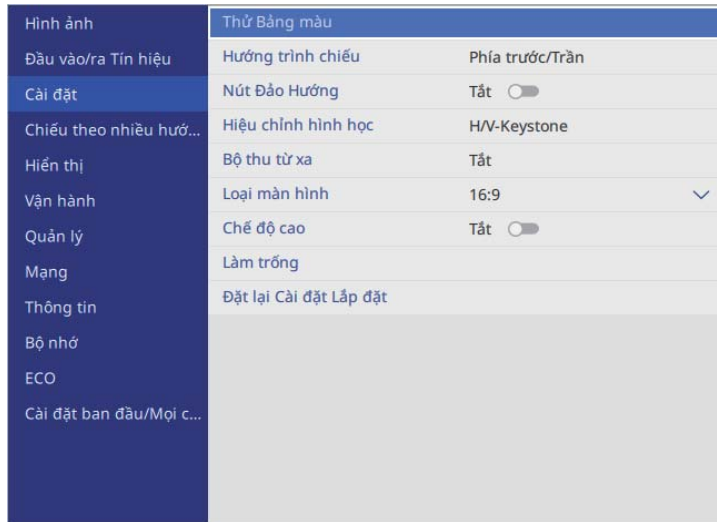 Hình ảnh
Đầu vào/ra Tín hiệu
Cài đặt
Chiếu theo nhiều hướ...
Hiển thị
Vận hành
Quản lý
Mạng
Thông tin
Bộ nhớ
ECO
Cài đặt ban đầu/Mọi c...
Thử Bảng màu
Hướng trình chiếu Phía trước/Trần
Nút Đảo Hướng Tắt
Hiệu chỉnh hình học H/V-Keystone
Bộ thu từ xa Tắt
Loại màn hình 16:9
Chế độ cao Tắt
Làm trống
Đặt lại Cài đặt Lắp đặt